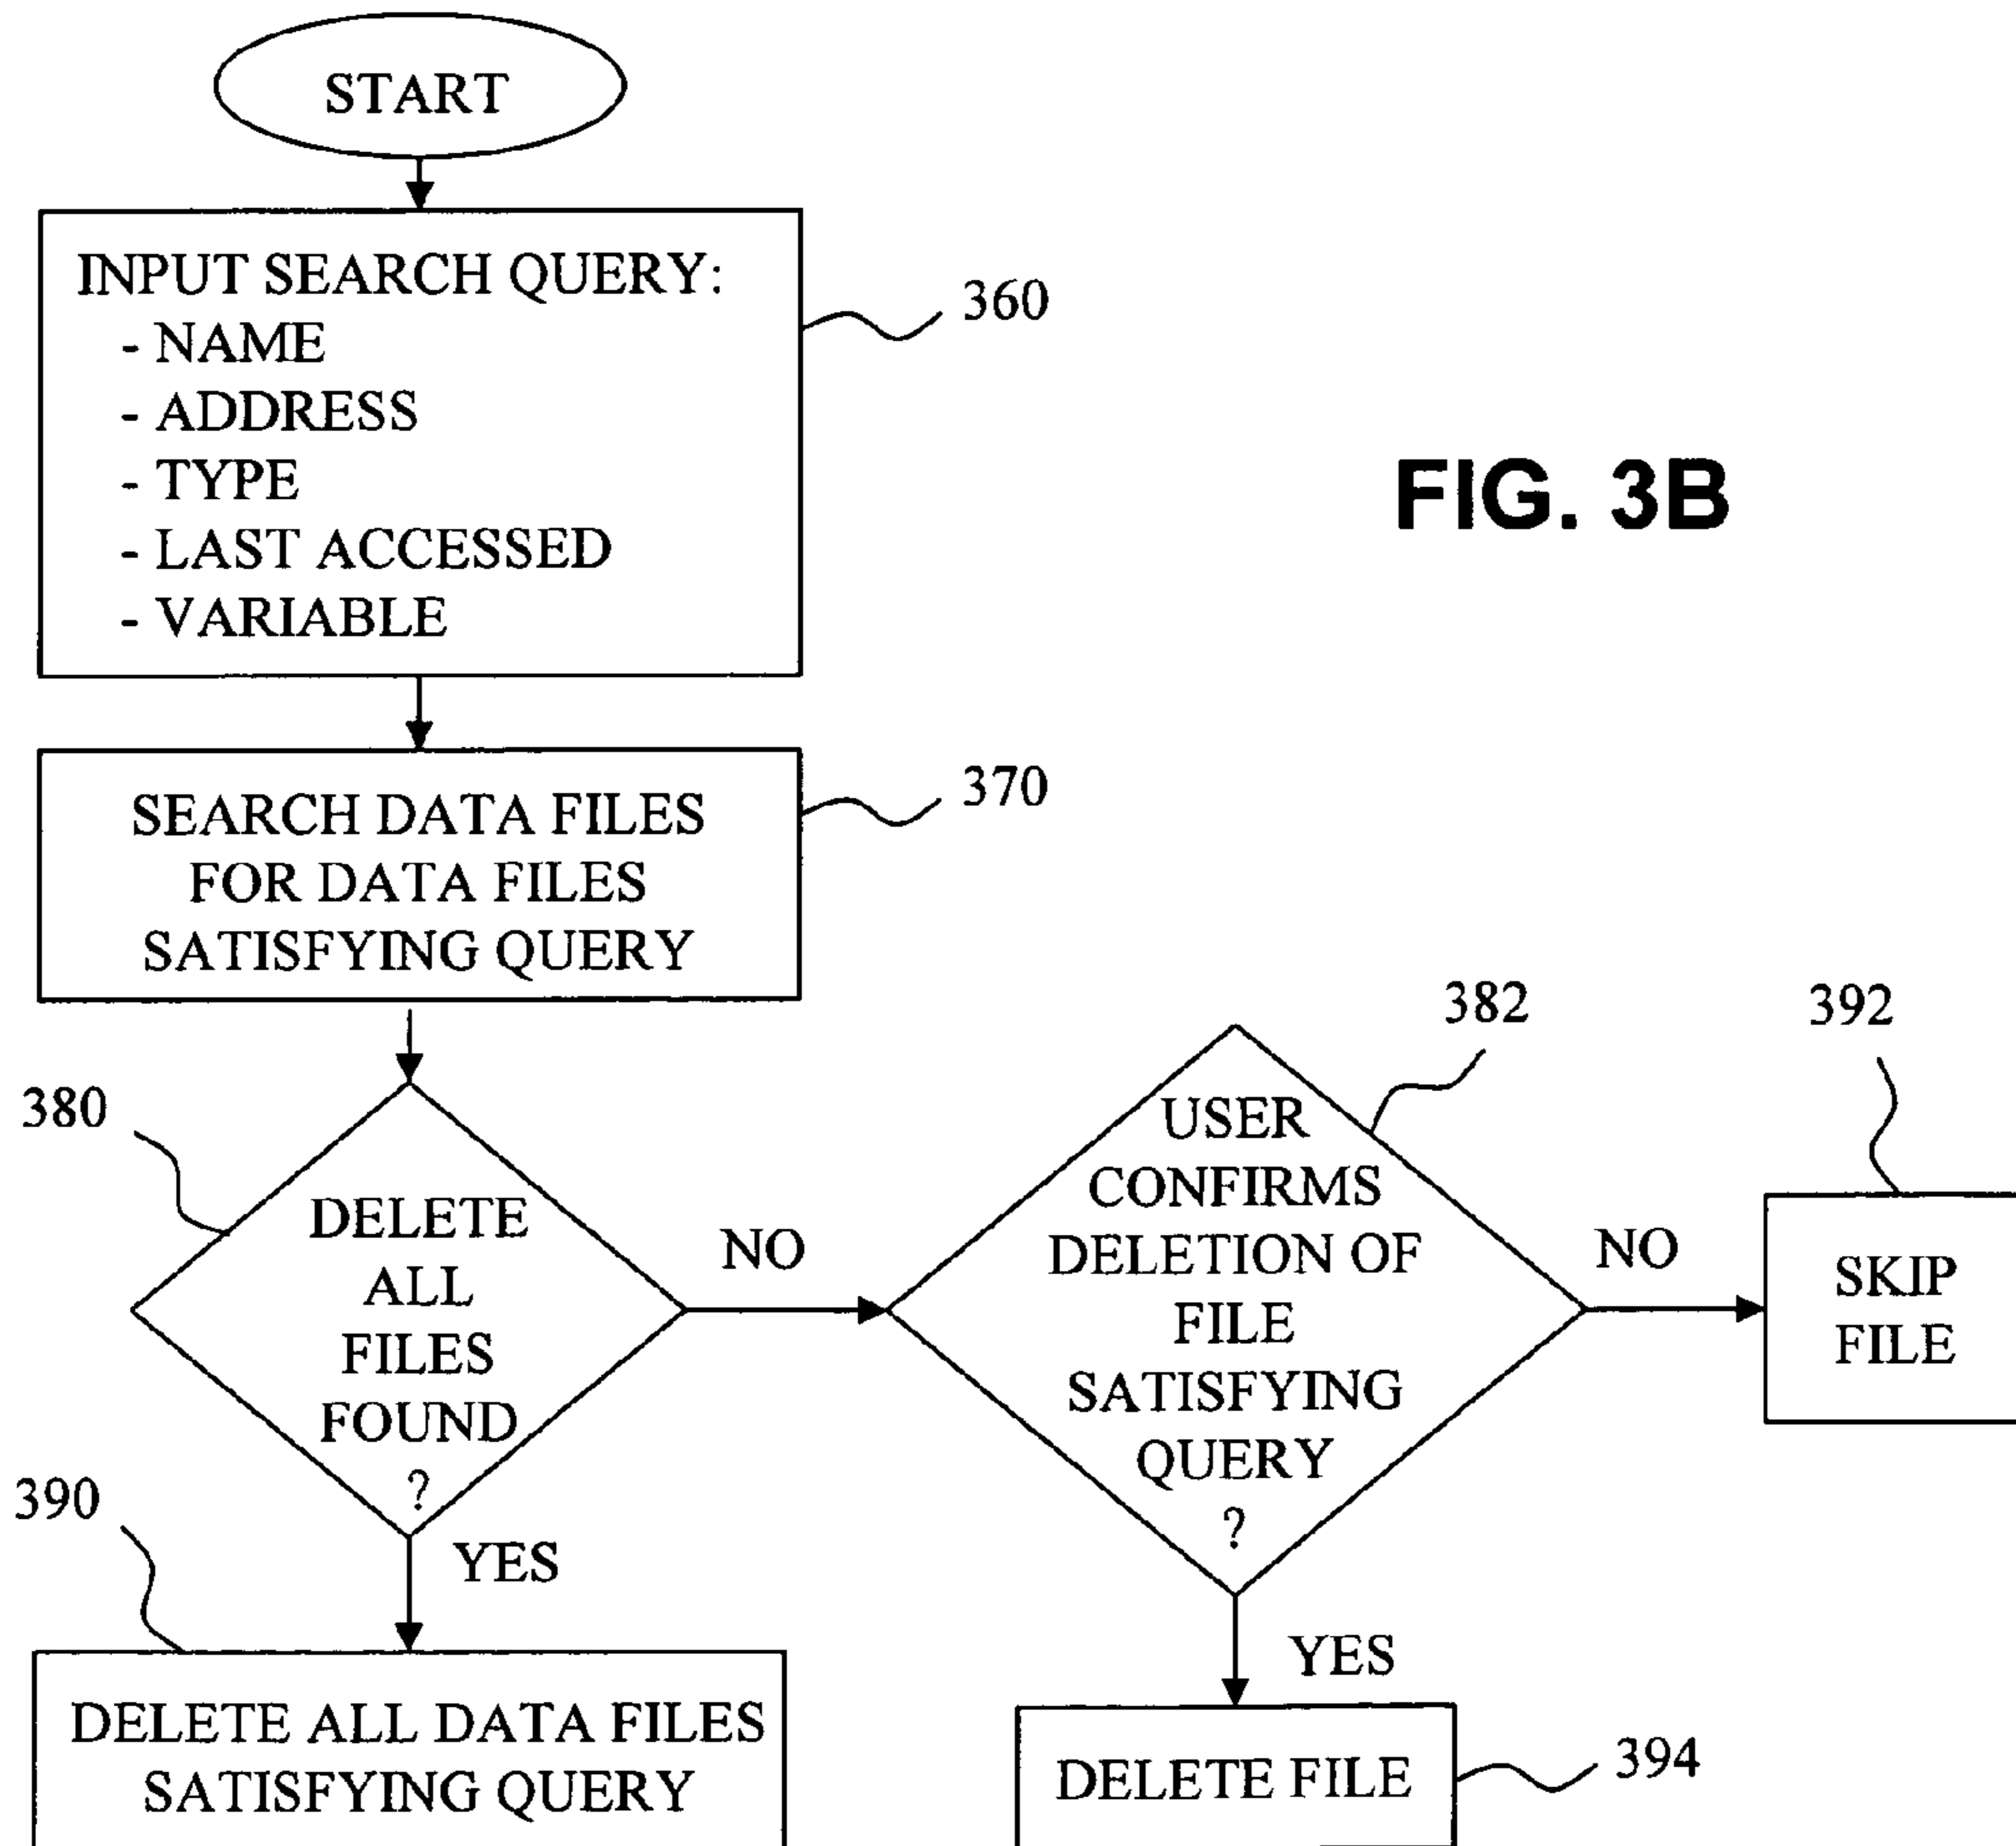 START
INPUT SEARCH QUERY:
- NAME
- ADDRESS
- TYPE
- LAST ACCESSED
- VARIABLE
360
FIG. 3B
SEARCH DATA FILES
FOR DATA FILES
SATISFYING QUERY
370
380
DELETE
ALL
FILES
FOUND
?
NO
YES
382
USER
CONFIRMS
DELETION OF
FILE
SATISFYING
QUERY
?
NO
YES
392
SKIP
FILE
390
DELETE ALL DATA FILES
SATISFYING QUERY
DELETE FILE
394